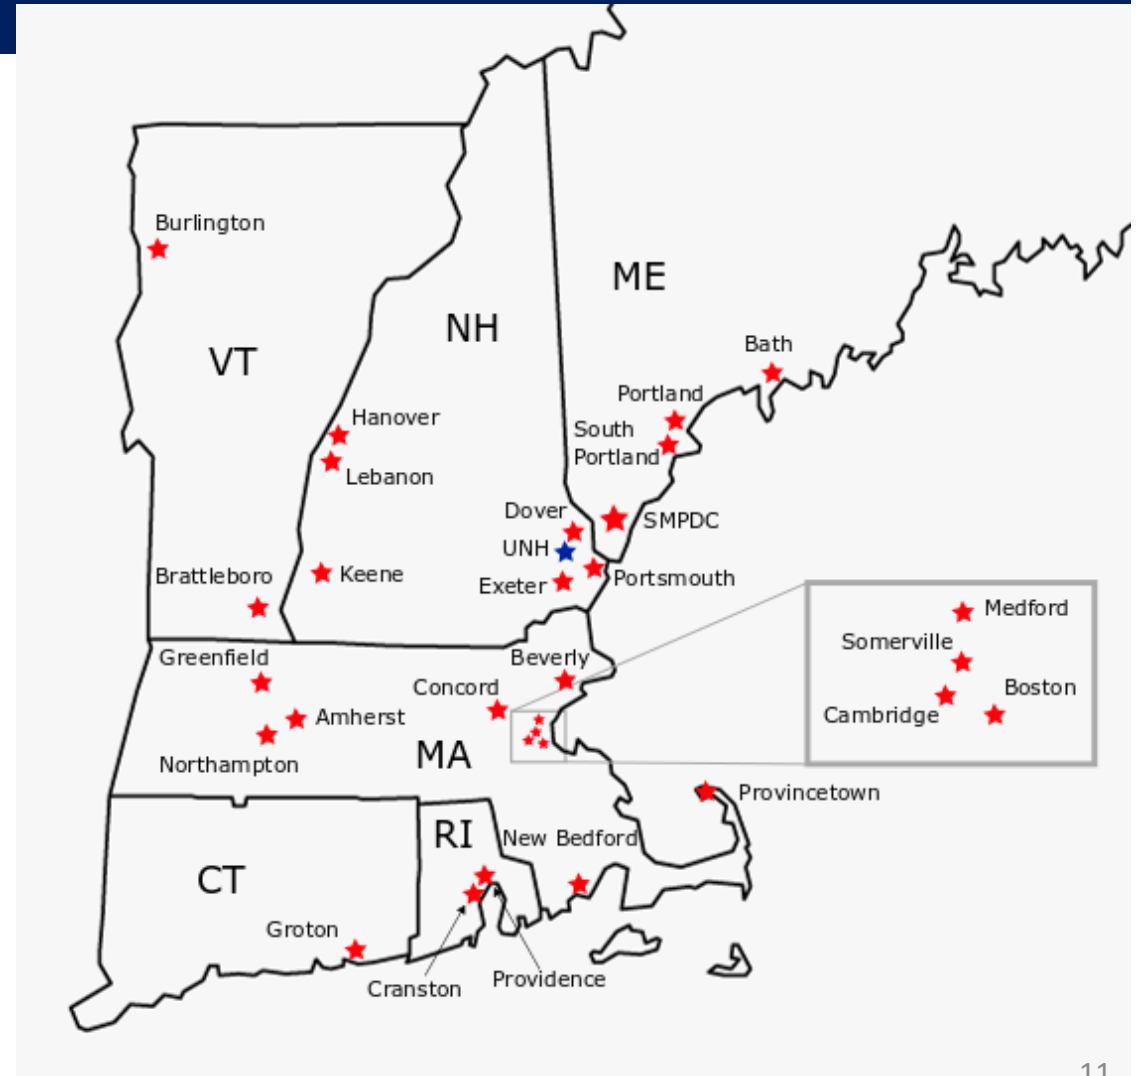 Burlington
ME
NH
Bath
VT
Portland
Hanover
South
Portland
Lebanon
Dover
SMPDC
UNH
Brattleboro
Keene
Exeter
Portsmouth
Medford
Somerville
Greenfield
Beverly
Concord
Boston
Amherst
Cambridge
MA
Northampton
Provincetown
RI
New Bedford
CT
Groton
Cranston
Providence
11